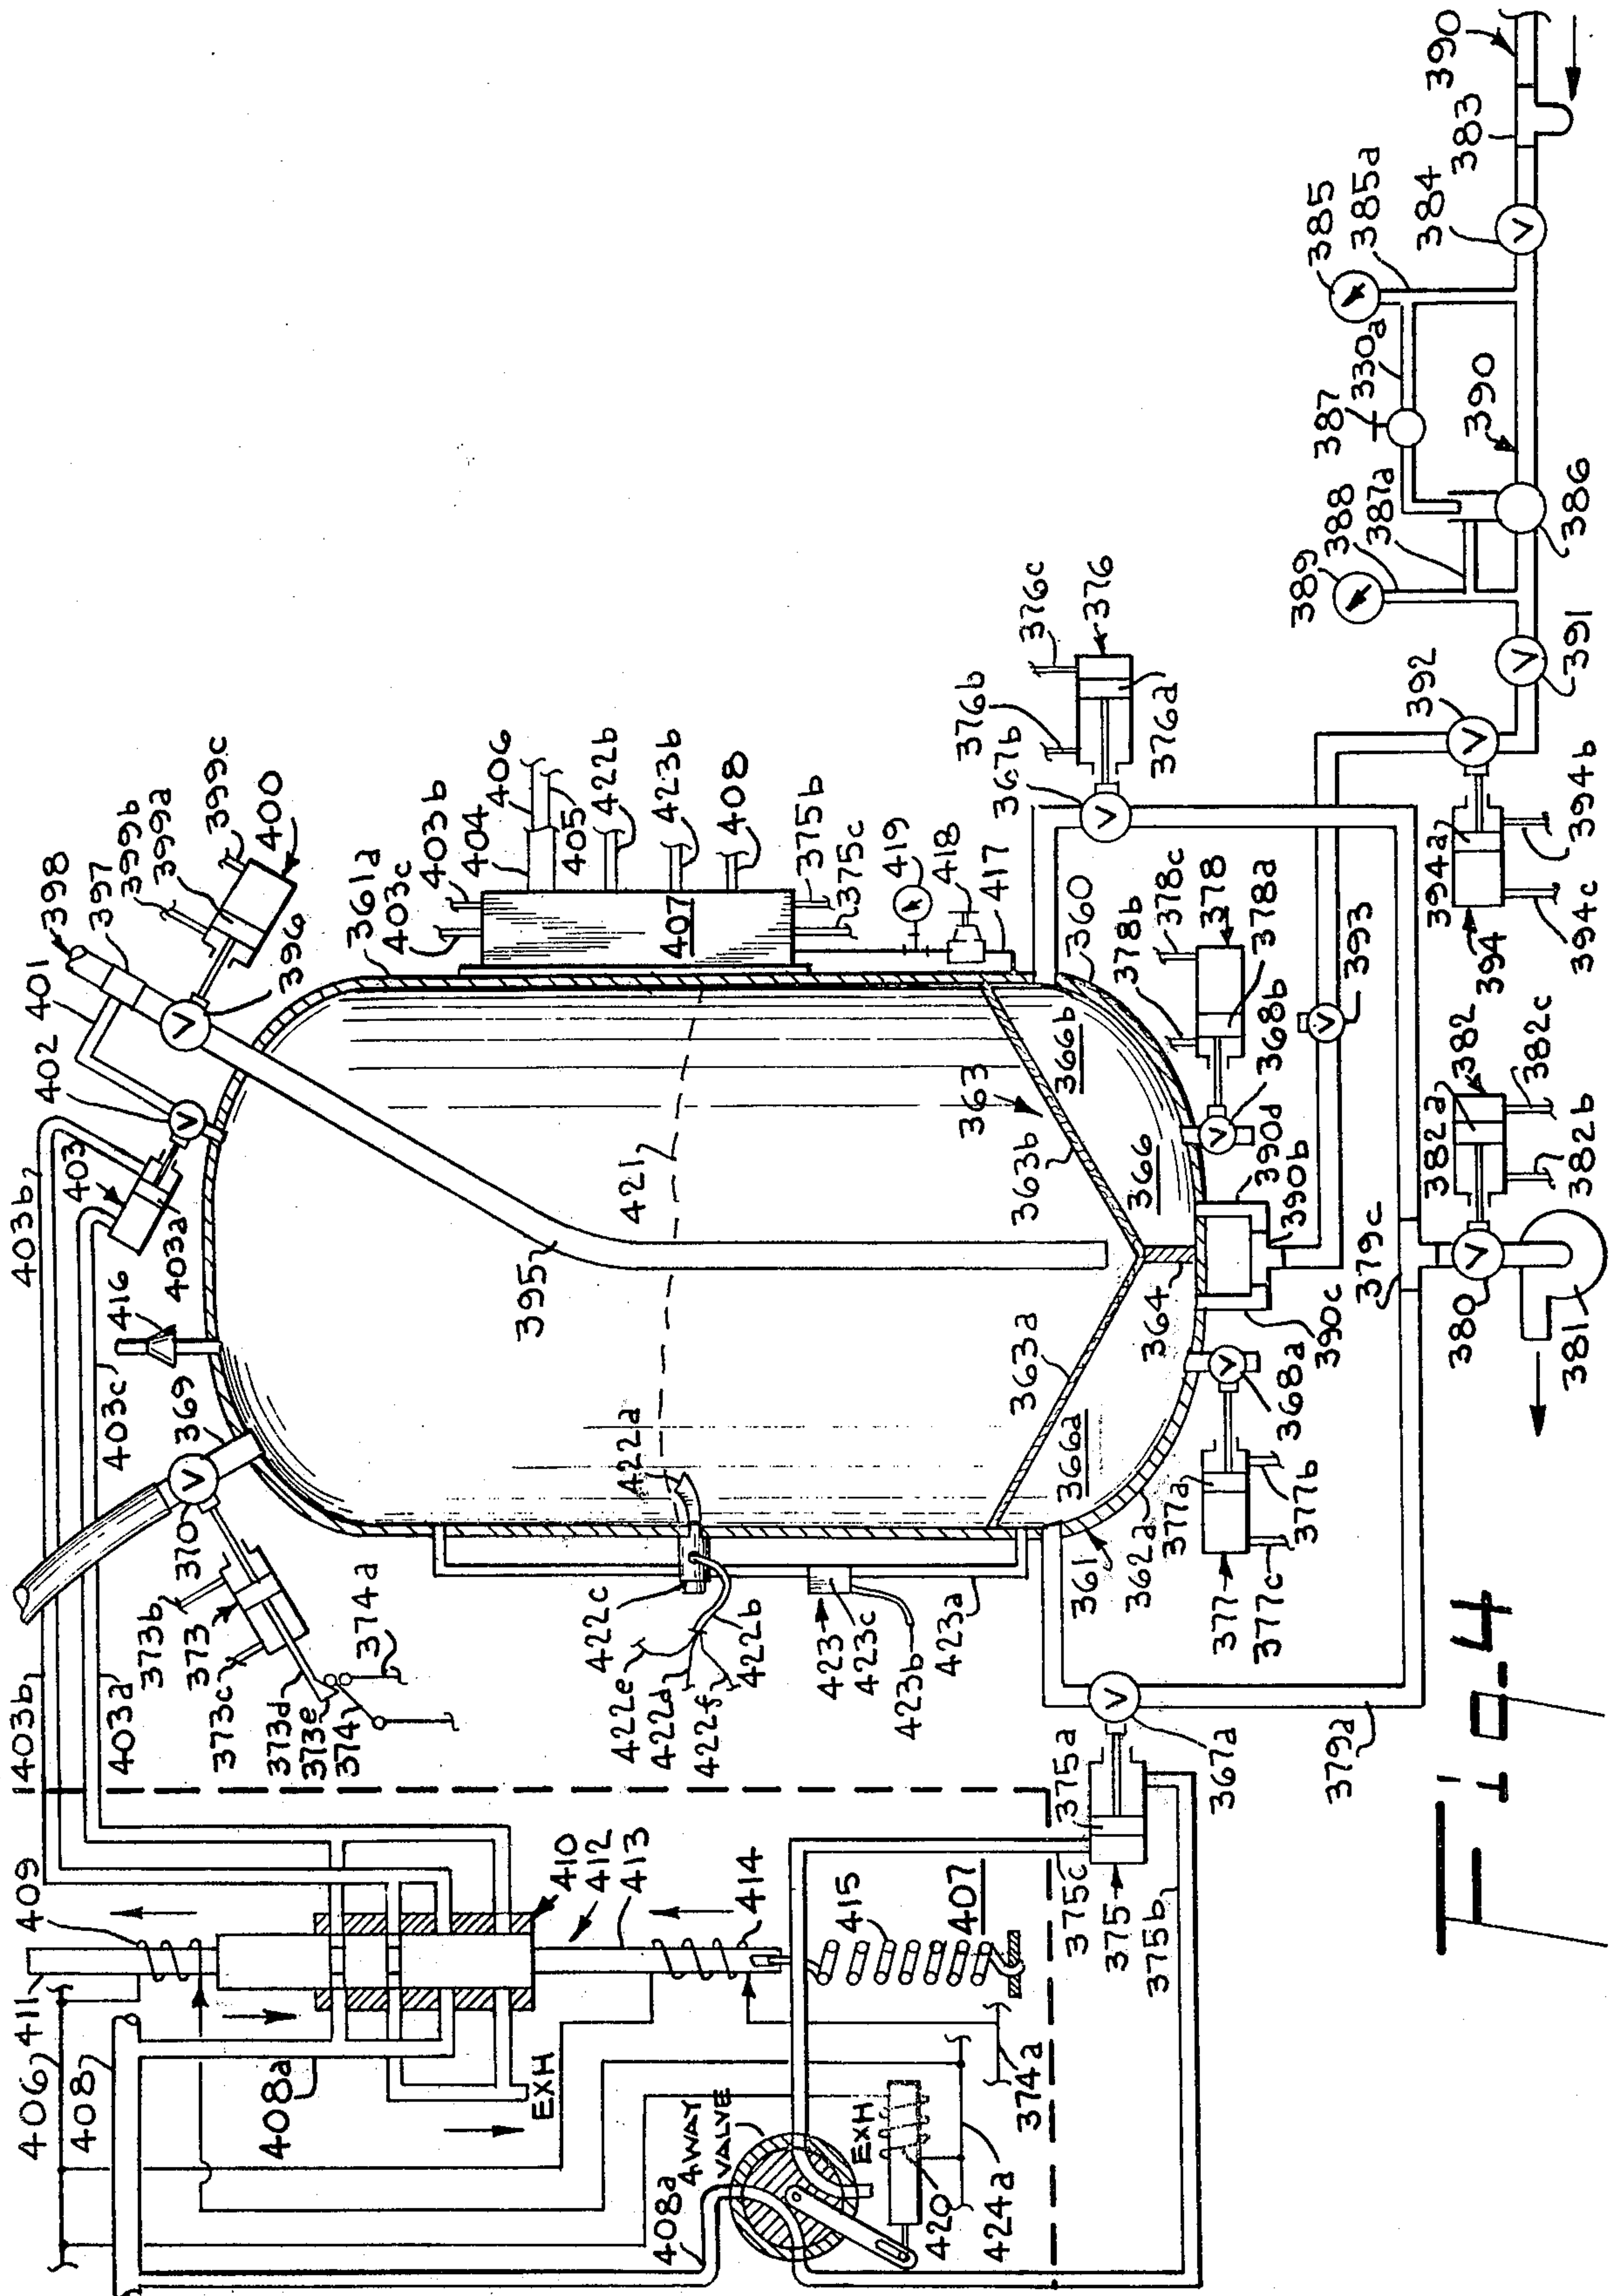 390
383
384
385
385a
330a
387
390
388
387a
389
386
391
392
394a
394b
394
394c
393
382
382a
382c
382b
380
381
379c
376c
376
376b
376a
367b
378b
378c
378
378a
368b
360
366b
363
363b
366
390d
390b
390c
364
368a
363a
366a
361
362a
377a
377b
377
377c
367a
379a
398
397
399b
399a
399c
400
396
401
402
403
403b
403a
416
403c
369
370
373b
373
373c
373d
373e
374
374a
361a
403c
403b
404
406
405
422b
423b
408
407
375b
375c
419
418
417
421
395
422a
422c
422e
422d
422f
422b
423
423c
423b
423a
403b
403a
409
411
406
408
408a
EXH
410
412
413
414
415
407
375a
375c
375
375b
374a
424a
420
EXH
4WAY
VALVE
408a
V
V
V
V
V
V
V
V
V
V
V
V
V
Fig. 4